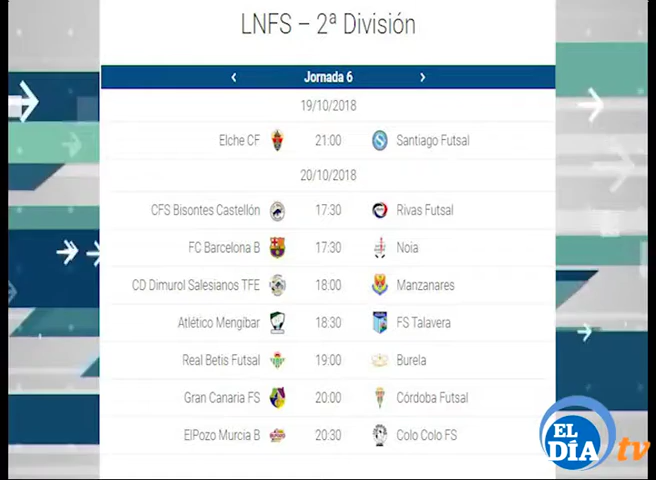 LNFS – 2ª División
‹ Jornada 6 ›
19/10/2018
Elche CF 21:00 Santiago Futsal
20/10/2018
CFS Bisontes Castellón 17:30 Rivas Futsal
FC Barcelona B 17:30 Noia
CD Dimurol Salesianos TFE 18:00 Manzanares
Atlético Mengíbar 18:30 FS Talavera
Real Betis Futsal 19:00 Burela
Gran Canaria FS 20:00 Córdoba Futsal
ElPozo Murcia B 20:30 Colo Colo FS
EL
DÍA tv